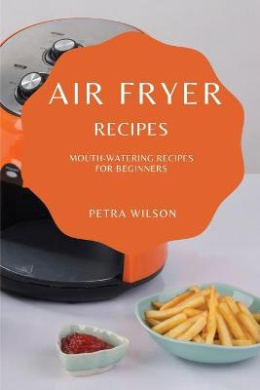 AIR FRYER
RECIPES
MOUTH-WATERING RECIPES
FOR BEGINNERS
PETRA WILSON